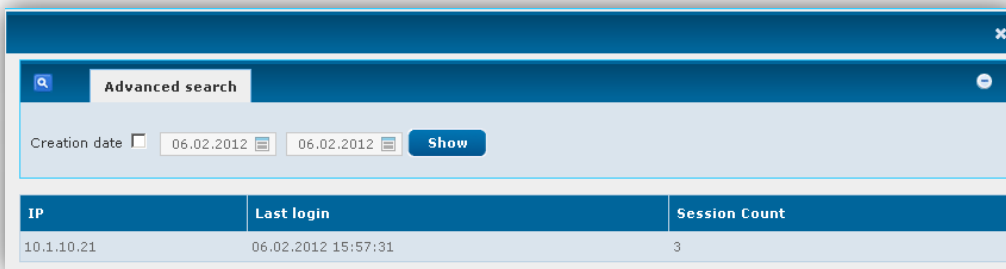 Advanced search
Creation date 06.02.2012 06.02.2012 Show
IP Last login Session Count
10.1.10.21 06.02.2012 15:57:31 3